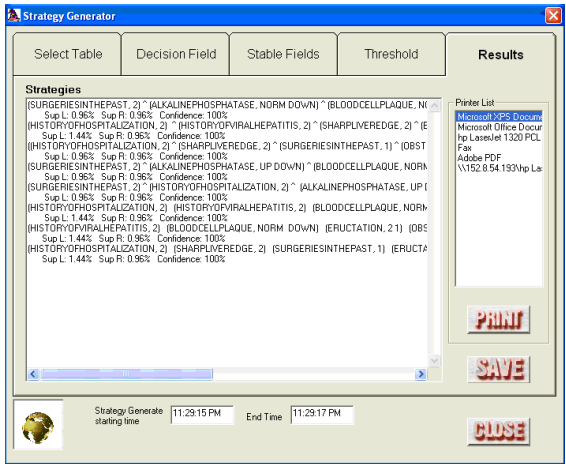 Strategy Generator
Select Table
Decision Field
Stable Fields
Threshold
Results
Strategies
(SURGERIESINTHEPAST, 2) ^ (ALKALINEPHOSPHATASE, NORM DOWN) ^ (BLOODCELLPLAQUE, N
Sup L: 0.96% Sup R: 0.96% Confidence: 100%
(HISTORYOFHOSPITALIZATION, 2) ^ (HISTORYOFVIRALHEPATITIS, 2) ^ (SHARPLIVEREDGE, 2) ^ (E
Sup L: 1.44% Sup R: 0.96% Confidence: 100%
((HISTORYOFHOSPITALIZATION, 2) ^ (SHARPLIVEREDGE, 2) ^ (SURGERIESINTHEPAST, 1) ^ (OBST
Sup L: 0.96% Sup R: 0.96% Confidence: 100%
(SURGERIESINTHEPAST, 2) ^ (ALKALINEPHOSPHATASE, UP DOWN) ^ (BLOODCELLPLAQUE, NORM
Sup L: 0.96% Sup R: 0.96% Confidence: 100%
(SURGERIESINTHEPAST, 2) ^ (HISTORYOFHOSPITALIZATION, 2) ^ (ALKALINEPHOSPHATASE, UP
Sup L: 0.96% Sup R: 0.96% Confidence: 100%
(HISTORYOFHOSPITALIZATION, 2) (HISTORYOFVIRALHEPATITIS, 2) (BLOODCELLPLAQUE, NORM
Sup L: 1.44% Sup R: 0.96% Confidence: 100%
(HISTORYOFVIRALHEPATITIS, 2) (BLOODCELLPLAQUE, NORM DOWN) (ERUCTATION, 2 1) (OBS
Sup L: 1.44% Sup R: 0.96% Confidence: 100%
(HISTORYOFHOSPITALIZATION, 2) (SHARPLIVEREDGE, 2) (SURGERIESINTHEPAST, 1) (ERUCTA
Sup L: 1.44% Sup R: 0.96% Confidence: 100%
Printer List
Microsoft XPS Docume
Microsoft Office Docur
hp LaserJet 1320 PCL
Fax
Adobe PDF
\\152.8.54.193\hp La
PRINT
SAVE
Strategy Generate starting time
11:29:15 PM
End Time
11:29:17 PM
CLOSE